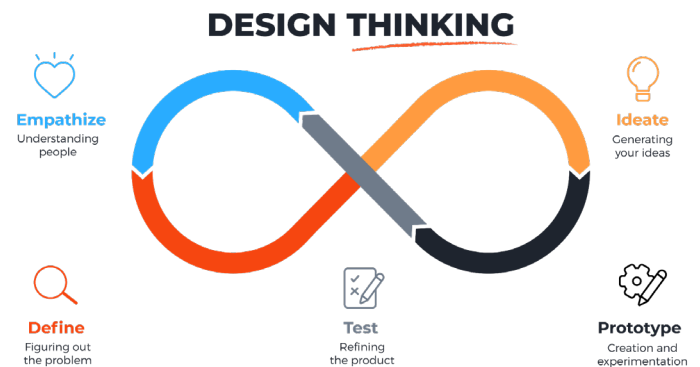 DESIGN THINKING
Empathize
Understanding
people
Ideate
Generating
your ideas
Define
Figuring out
the problem
Test
Refining
the product
Prototype
Creation and
experimentation